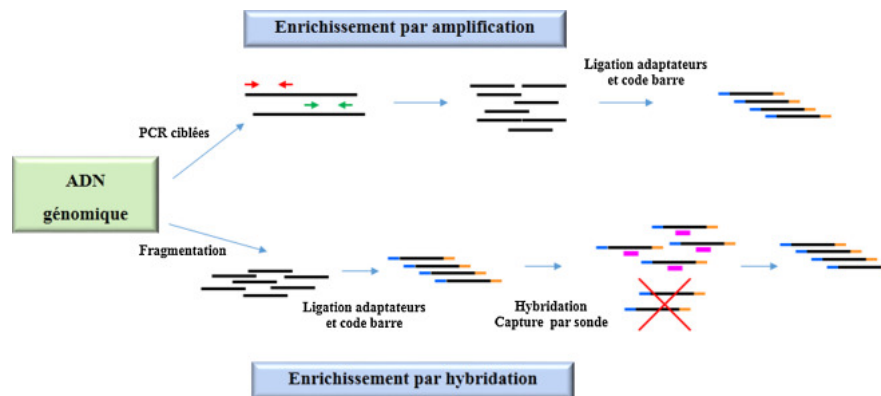 Enrichissement par amplification
Ligation adaptateurs
et code barre
PCR ciblées
ADN
génomique
Fragmentation
Ligation adaptateurs
et code barre
Hybridation
Capture par sonde
Enrichissement par hybridation